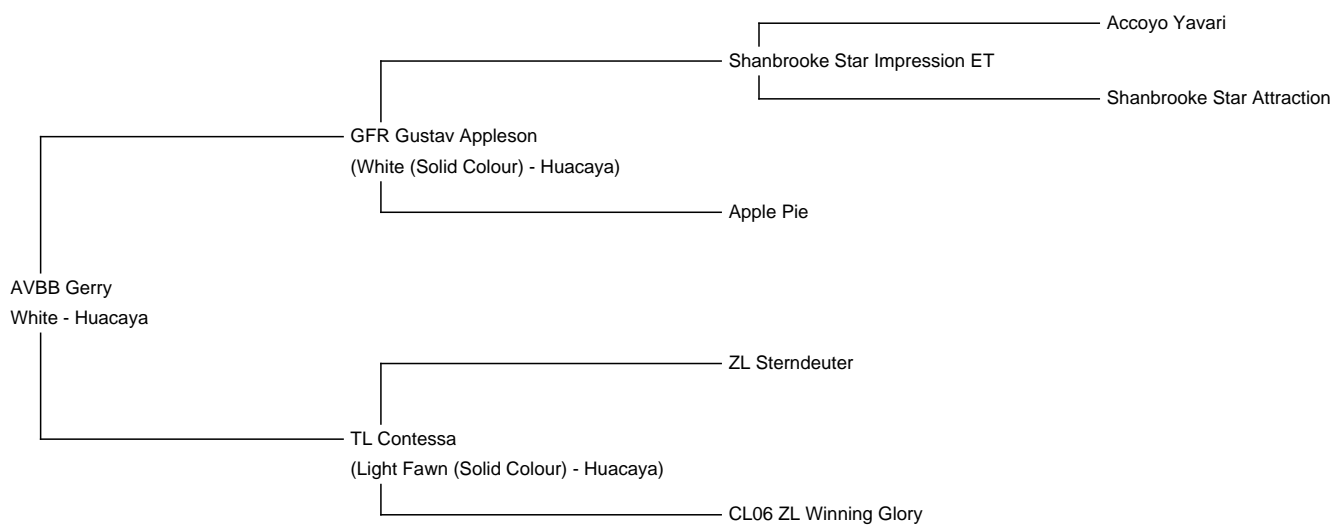 Accoyo Yavari
Shanbrooke Star Impression ET
Shanbrooke Star Attraction
GFR Gustav Appleson
(White (Solid Colour) - Huacaya)
Apple Pie
AVBB Gerry
White - Huacaya
ZL Sterndeuter
TL Contessa
(Light Fawn (Solid Colour) - Huacaya)
CL06 ZL Winning Glory